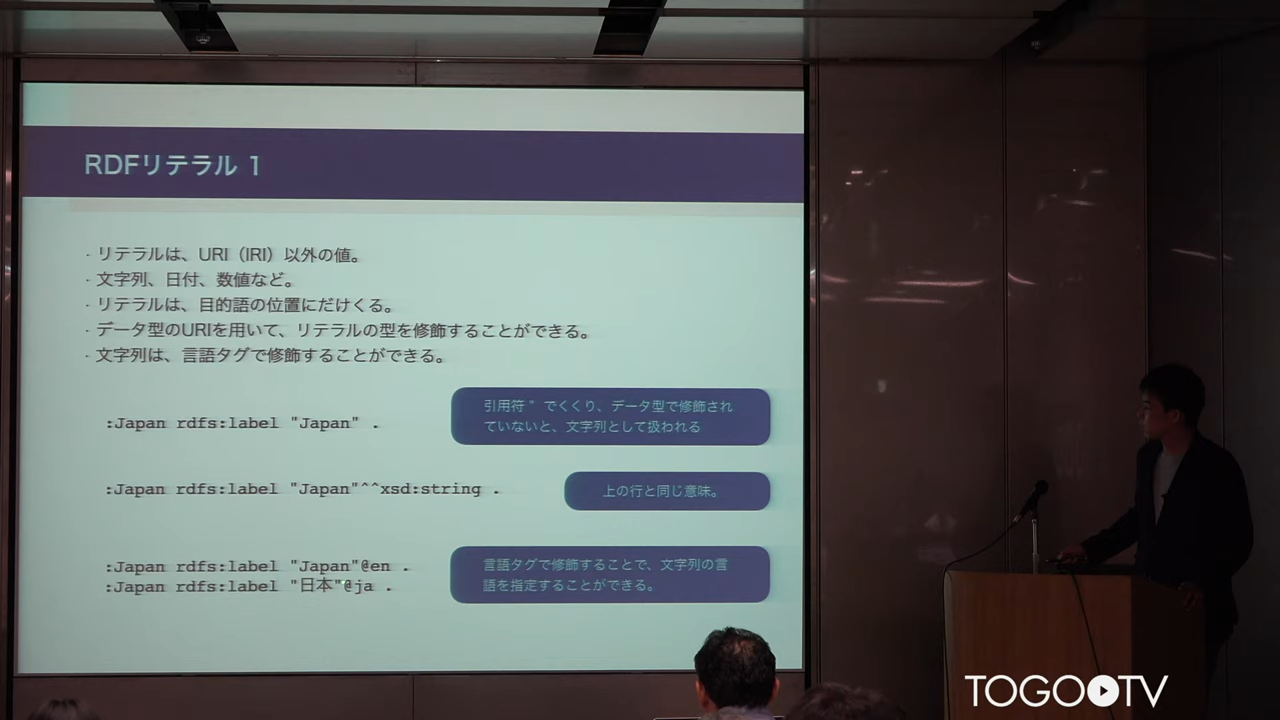 RDFリテラル 1
· リテラルは、URI（IRI）以外の値。
· 文字列、日付、数値など。
· リテラルは、目的語の位置にだけくる。
· データ型のURIを用いて、リテラルの型を修飾することができる。
· 文字列は、言語タグで修飾することができる。
:Japan rdfs:label "Japan" .
引用符 " でくくり、データ型で修飾され
ていないと、文字列として扱われる
:Japan rdfs:label "Japan"^^xsd:string .
上の行と同じ意味。
:Japan rdfs:label "Japan"@en .
:Japan rdfs:label "日本"@ja .
言語タグで修飾することで、文字列の言
語を指定することができる。
TOGOTV